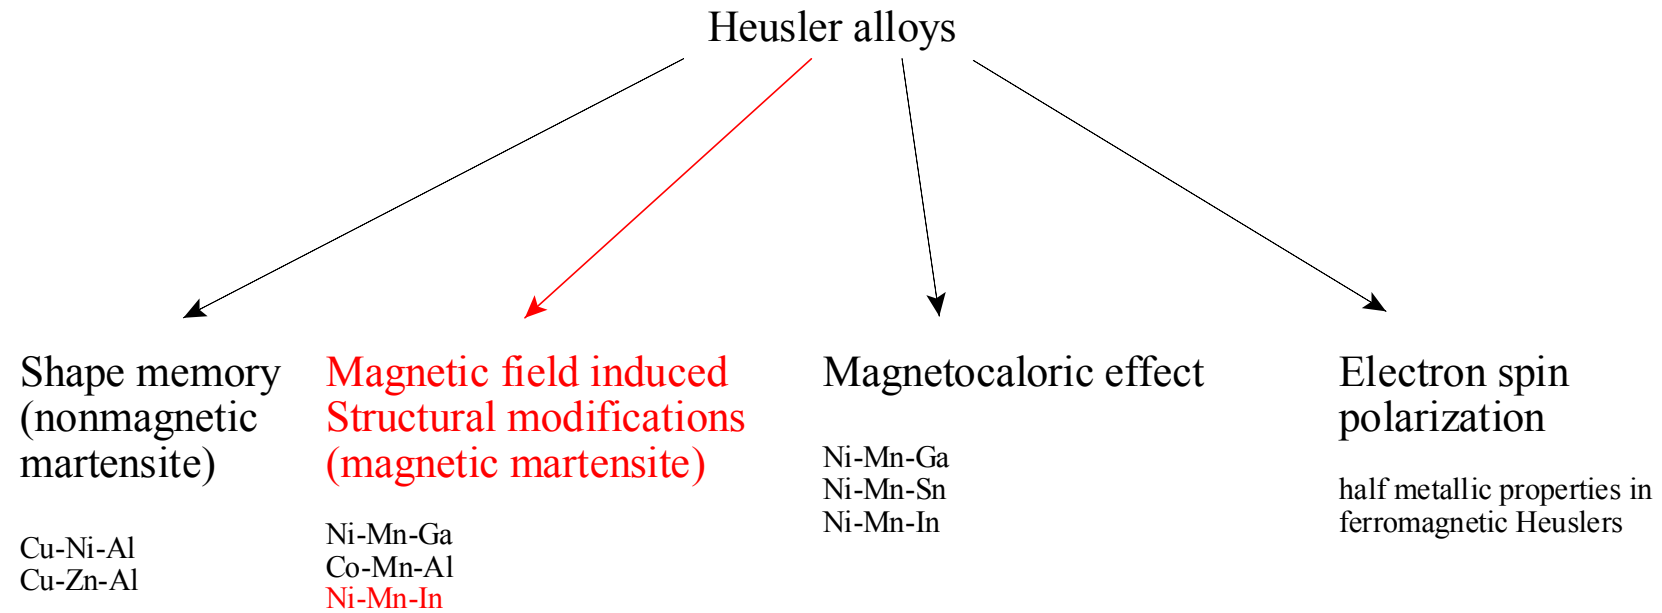 Heusler alloys
Shape memory
(nonmagnetic
martensite)
Cu-Ni-Al
Cu-Zn-Al
Magnetic field induced
Structural modifications
(magnetic martensite)
Ni-Mn-Ga
Co-Mn-Al
Ni-Mn-In
Magnetocaloric effect
Ni-Mn-Ga
Ni-Mn-Sn
Ni-Mn-In
Electron spin
polarization
half metallic properties in
ferromagnetic Heuslers